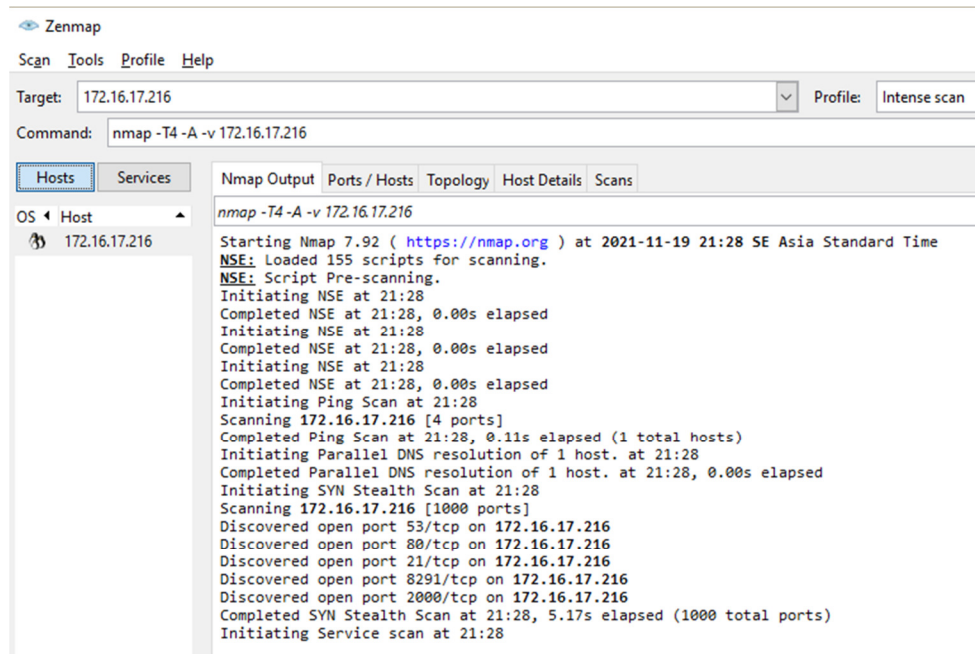 Zenmap
Scan Tools Profile Help
Target: 172.16.17.216 Profile: Intense scan
Command: nmap -T4 -A -v 172.16.17.216
Hosts Services Nmap Output Ports / Hosts Topology Host Details Scans
OS Host nmap -T4 -A -v 172.16.17.216
172.16.17.216
Starting Nmap 7.92 ( https://nmap.org ) at 2021-11-19 21:28 SE Asia Standard Time
NSE: Loaded 155 scripts for scanning.
NSE: Script Pre-scanning.
Initiating NSE at 21:28
Completed NSE at 21:28, 0.00s elapsed
Initiating NSE at 21:28
Completed NSE at 21:28, 0.00s elapsed
Initiating NSE at 21:28
Completed NSE at 21:28, 0.00s elapsed
Initiating Ping Scan at 21:28
Scanning 172.16.17.216 [4 ports]
Completed Ping Scan at 21:28, 0.11s elapsed (1 total hosts)
Initiating Parallel DNS resolution of 1 host. at 21:28
Completed Parallel DNS resolution of 1 host. at 21:28, 0.00s elapsed
Initiating SYN Stealth Scan at 21:28
Scanning 172.16.17.216 [1000 ports]
Discovered open port 53/tcp on 172.16.17.216
Discovered open port 80/tcp on 172.16.17.216
Discovered open port 21/tcp on 172.16.17.216
Discovered open port 8291/tcp on 172.16.17.216
Discovered open port 2000/tcp on 172.16.17.216
Completed SYN Stealth Scan at 21:28, 5.17s elapsed (1000 total ports)
Initiating Service scan at 21:28